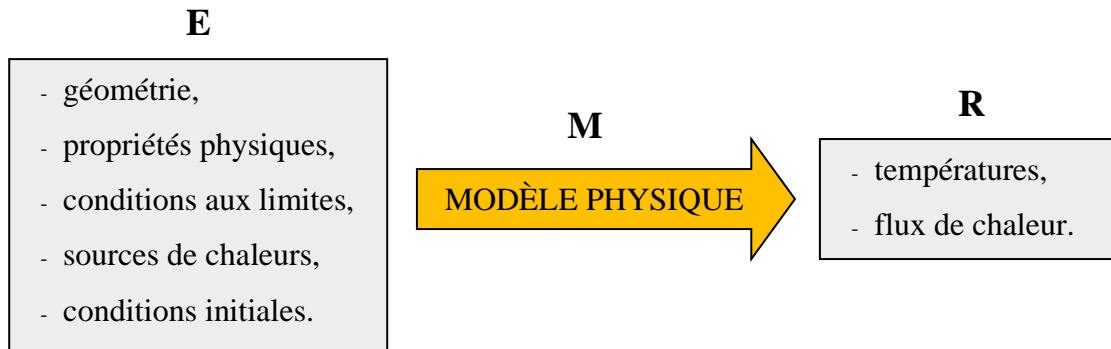 E
- géométrie,
- propriétés physiques,
- conditions aux limites,
- sources de chaleurs,
- conditions initiales.
M
MODÈLE PHYSIQUE
R
- températures,
- flux de chaleur.